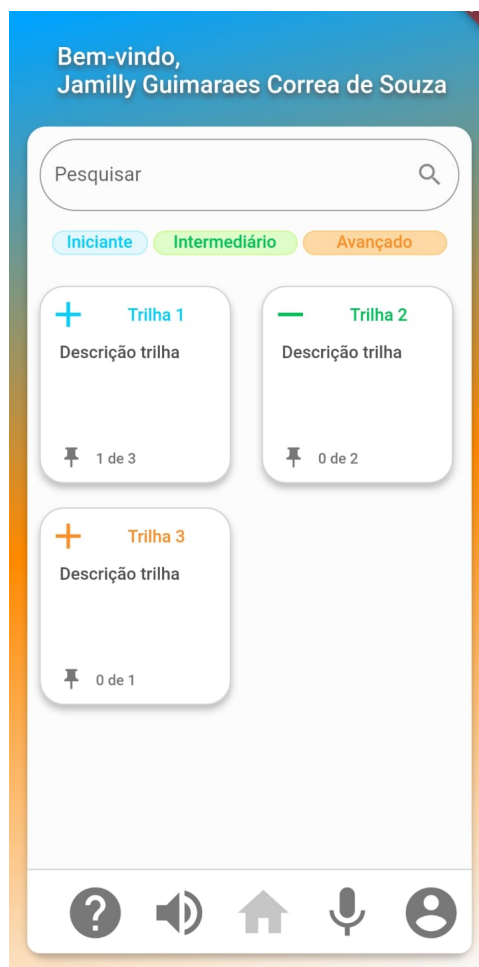 Bem-vindo,
Jamilly Guimaraes Correa de Souza
Pesquisar
Iniciante Intermediário Avançado
Trilha 1
Descrição trilha
1 de 3
Trilha 2
Descrição trilha
0 de 2
Trilha 3
Descrição trilha
0 de 1